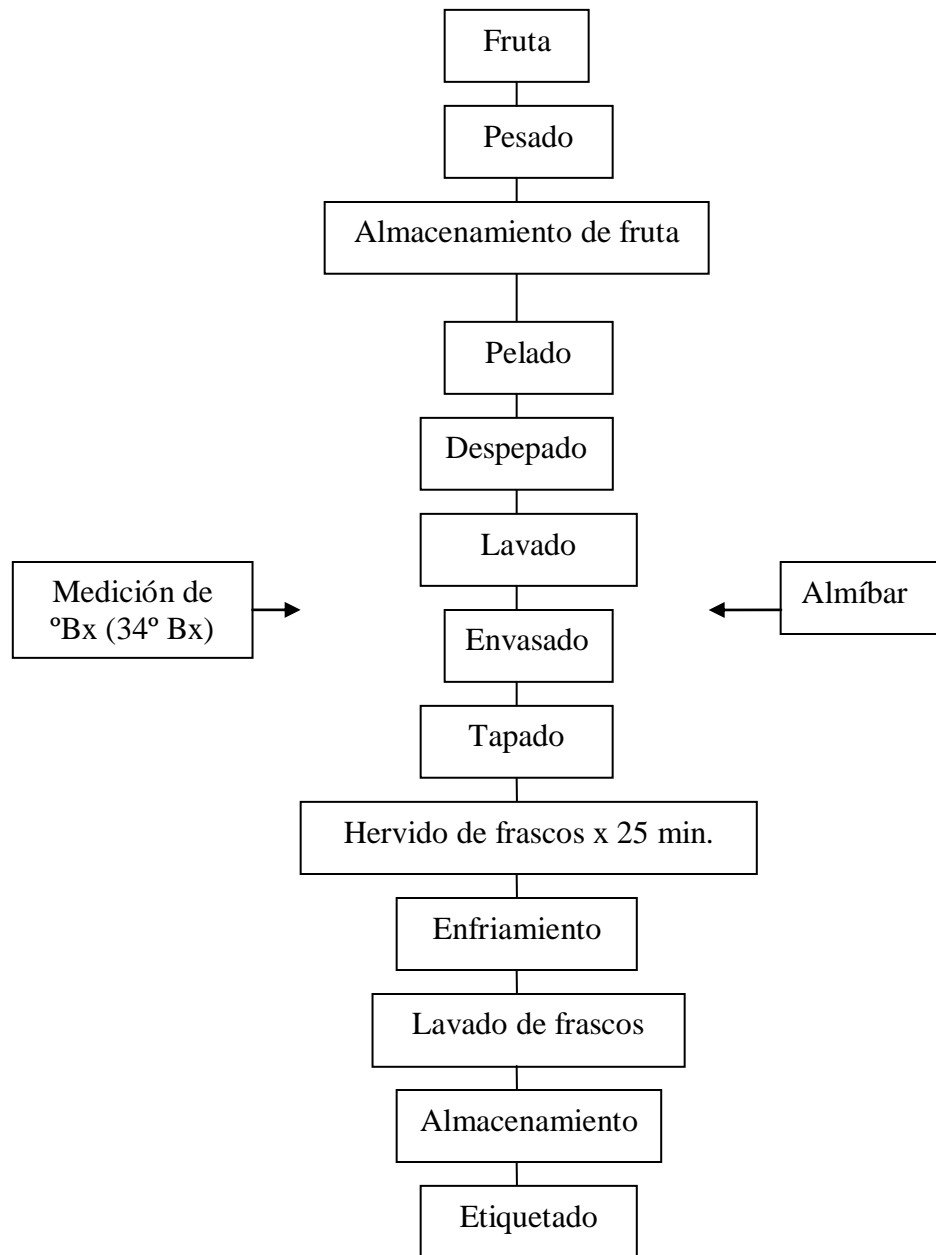 Fruta
Pesado
Almacenamiento de fruta
Pelado
Despepado
Lavado
Medición de
ºBx (34º Bx)
Almíbar
Envasado
Tapado
Hervido de frascos x 25 min.
Enfriamiento
Lavado de frascos
Almacenamiento
Etiquetado